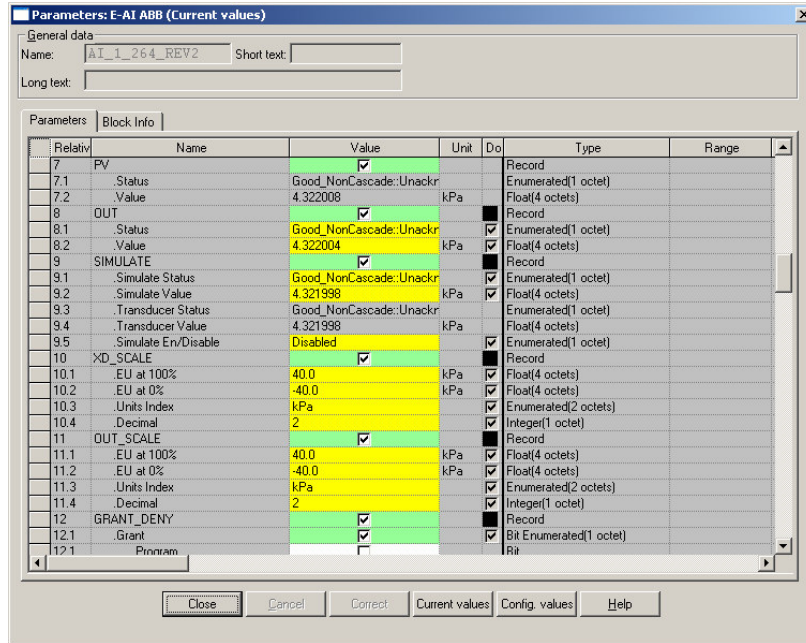 Parameters: E-AI ABB (Current values)
General data
Name: AI_1_264_REV2 Short text:
Long text:
Parameters Block Info
Relativ Name Value Unit Do Type Range
7 PV Record
7.1 .Status Good_NonCascade::Unackr Enumerated(1 octet)
7.2 .Value 4.322008 kPa Float(4 octets)
8 OUT Record
8.1 .Status Good_NonCascade::Unackr Enumerated(1 octet)
8.2 .Value 4.322004 kPa Float(4 octets)
9 SIMULATE Record
9.1 .Simulate Status Good_NonCascade::Unackr Enumerated(1 octet)
9.2 .Simulate Value 4.321998 kPa Float(4 octets)
9.3 .Transducer Status Good_NonCascade::Unackr Enumerated(1 octet)
9.4 .Transducer Value 4.321998 kPa Float(4 octets)
9.5 .Simulate En/Disable Disabled Enumerated(1 octet)
10 XD_SCALE Record
10.1 .EU at 100% 40.0 kPa Float(4 octets)
10.2 .EU at 0% -40.0 kPa Float(4 octets)
10.3 .Units Index kPa Enumerated(2 octets)
10.4 .Decimal 2 Integer(1 octet)
11 OUT_SCALE Record
11.1 .EU at 100% 40.0 kPa Float(4 octets)
11.2 .EU at 0% -40.0 kPa Float(4 octets)
11.3 .Units Index kPa Enumerated(2 octets)
11.4 .Decimal 2 Integer(1 octet)
12 GRANT_DENY Record
12.1 .Grant Bit Enumerated(1 octet)
12.1 Program Bit
Close Cancel Correct Current values Config. values Help